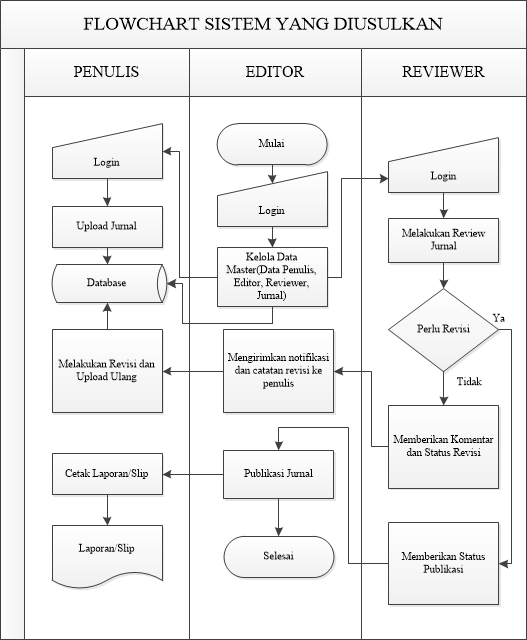 FLOWCHART SISTEM YANG DIUSULKAN
PENULIS
EDITOR
REVIEWER
Login
Upload Jurnal
Database
Melakukan Revisi dan
Upload Ulang
Cetak Laporan/Slip
Laporan/Slip
Mulai
Login
Kelola Data
Master(Data Penulis,
Editor, Reviewer,
Jurnal)
Mengirimkan notifikasi
dan catatan revisi ke
penulis
Publikasi Jurnal
Selesai
Login
Melakukan Review
Jurnal
Perlu Revisi
Ya
Tidak
Memberikan Komentar
dan Status Revisi
Memberikan Status
Publikasi